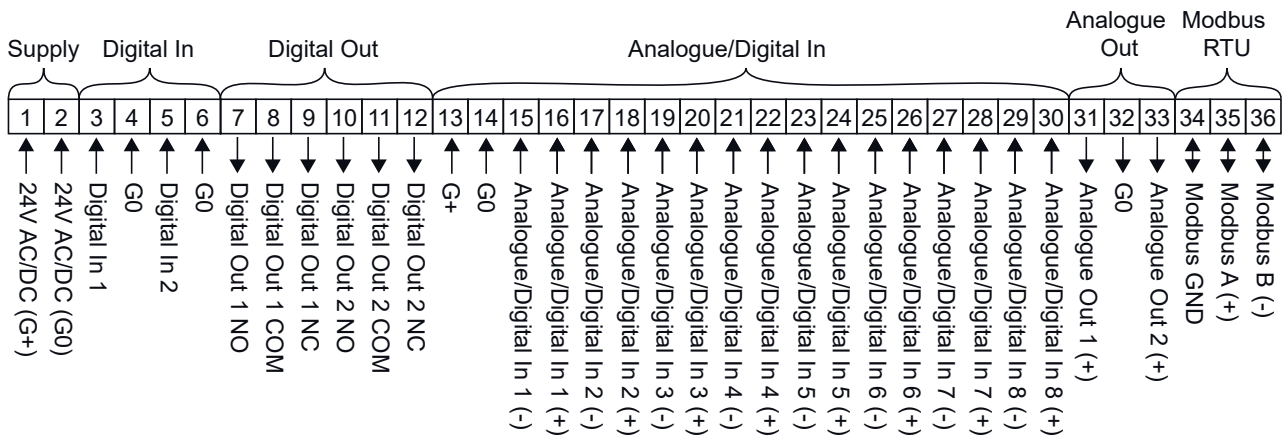 Supply
Digital In
Digital Out
Analogue/Digital In
Analogue
Out
Modbus
RTU
1 2 3 4 5 6 7 8 9 10 11 12 13 14 15 16 17 18 19 20 21 22 23 24 25 26 27 28 29 30 31 32 33 34 35 36
24V AC/DC (G+)
24V AC/DC (G0)
Digital In 1
G0
Digital In 2
G0
Digital Out 1 NO
Digital Out 1 COM
Digital Out 1 NC
Digital Out 2 NO
Digital Out 2 COM
Digital Out 2 NC
G+
G0
Analogue/Digital In 1 (-)
Analogue/Digital In 1 (+)
Analogue/Digital In 2 (-)
Analogue/Digital In 2 (+)
Analogue/Digital In 3 (-)
Analogue/Digital In 3 (+)
Analogue/Digital In 4 (-)
Analogue/Digital In 4 (+)
Analogue/Digital In 5 (-)
Analogue/Digital In 5 (+)
Analogue/Digital In 6 (-)
Analogue/Digital In 6 (+)
Analogue/Digital In 7 (-)
Analogue/Digital In 7 (+)
Analogue/Digital In 8 (-)
Analogue/Digital In 8 (+)
Analogue Out 1 (+)
G0
Analogue Out 2 (+)
Modbus GND
Modbus A (+)
Modbus B (-)